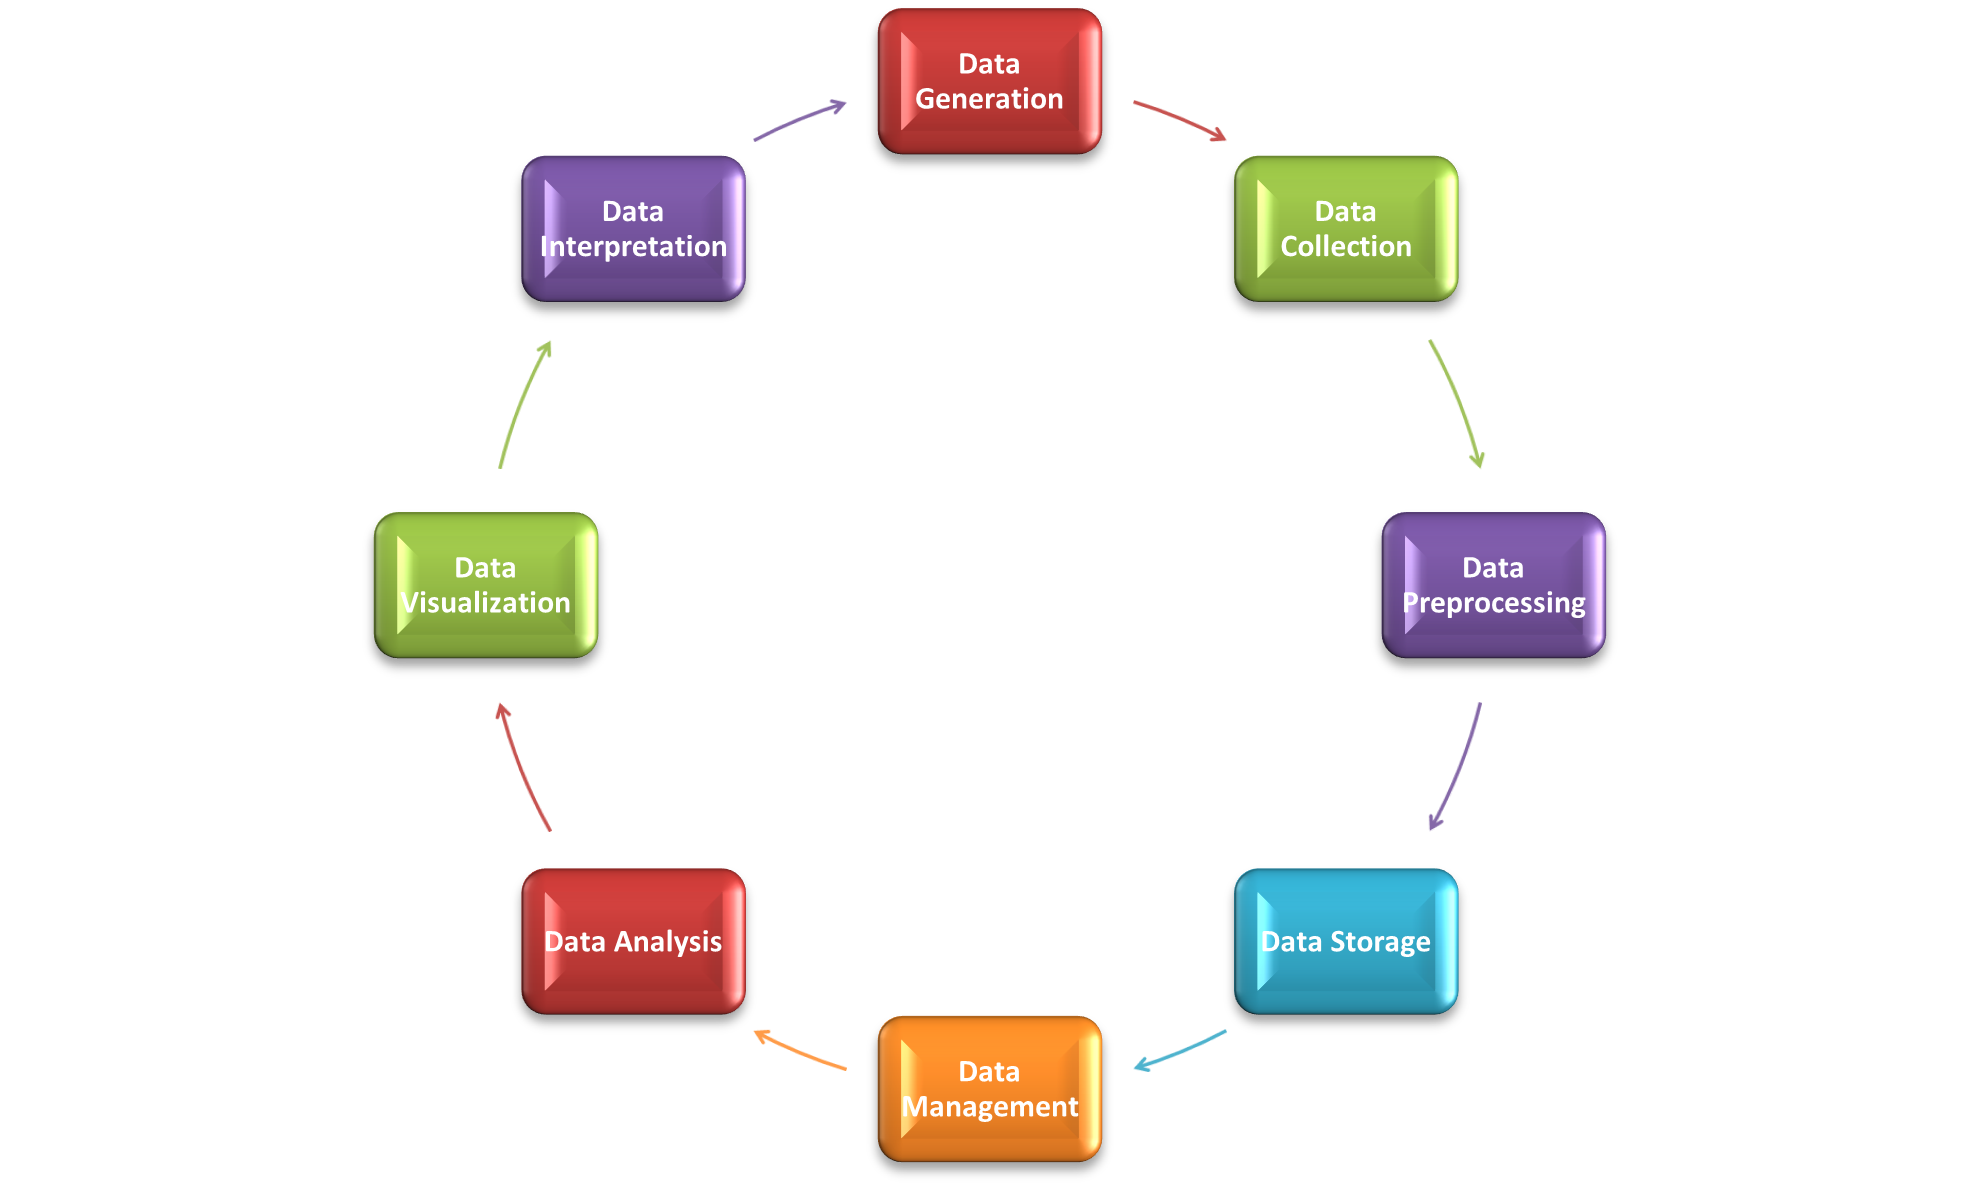 Data
Generation
Data
Collection
Data
Preprocessing
Data Storage
Data
Management
Data Analysis
Data
Visualization
Data
Interpretation